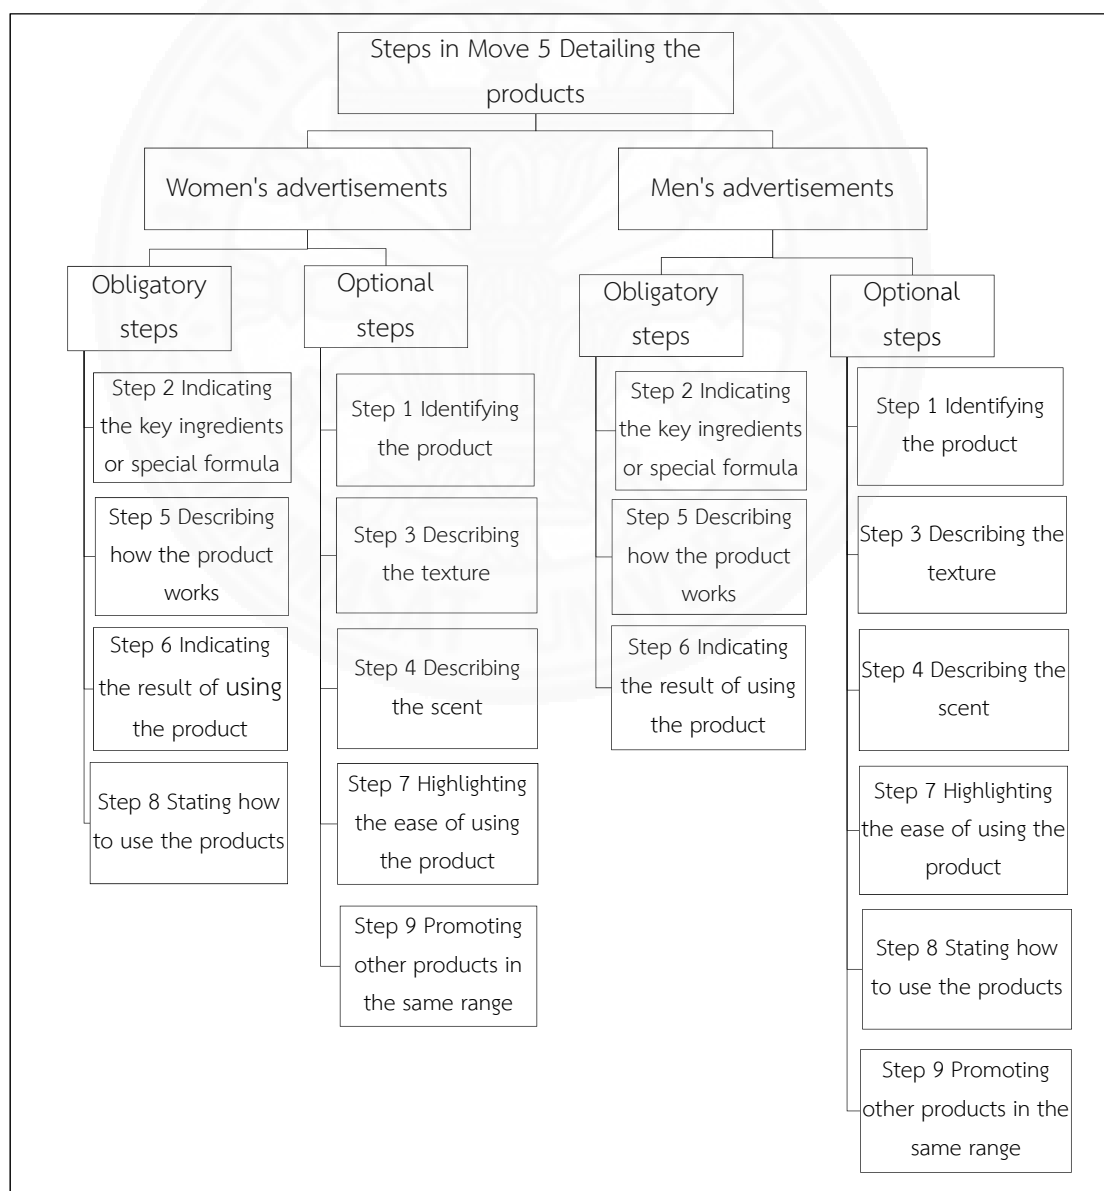 Steps in Move 5 Detailing the
products
Women's advertisements
Men's advertisements
Obligatory
steps
Optional
steps
Obligatory
steps
Optional
steps
Step 2 Indicating
the key ingredients
or special formula
Step 5 Describing
how the product
works
Step 6 Indicating
the result of using
the product
Step 8 Stating how
to use the products
Step 1 Identifying
the product
Step 3 Describing
the texture
Step 4 Describing
the scent
Step 7 Highlighting
the ease of using
the product
Step 9 Promoting
other products in
the same range
Step 2 Indicating
the key ingredients
or special formula
Step 5 Describing
how the product
works
Step 6 Indicating
the result of using
the product
Step 1 Identifying
the product
Step 3 Describing the
texture
Step 4 Describing the
scent
Step 7 Highlighting
the ease of using the
product
Step 8 Stating how
to use the products
Step 9 Promoting
other products in the
same range